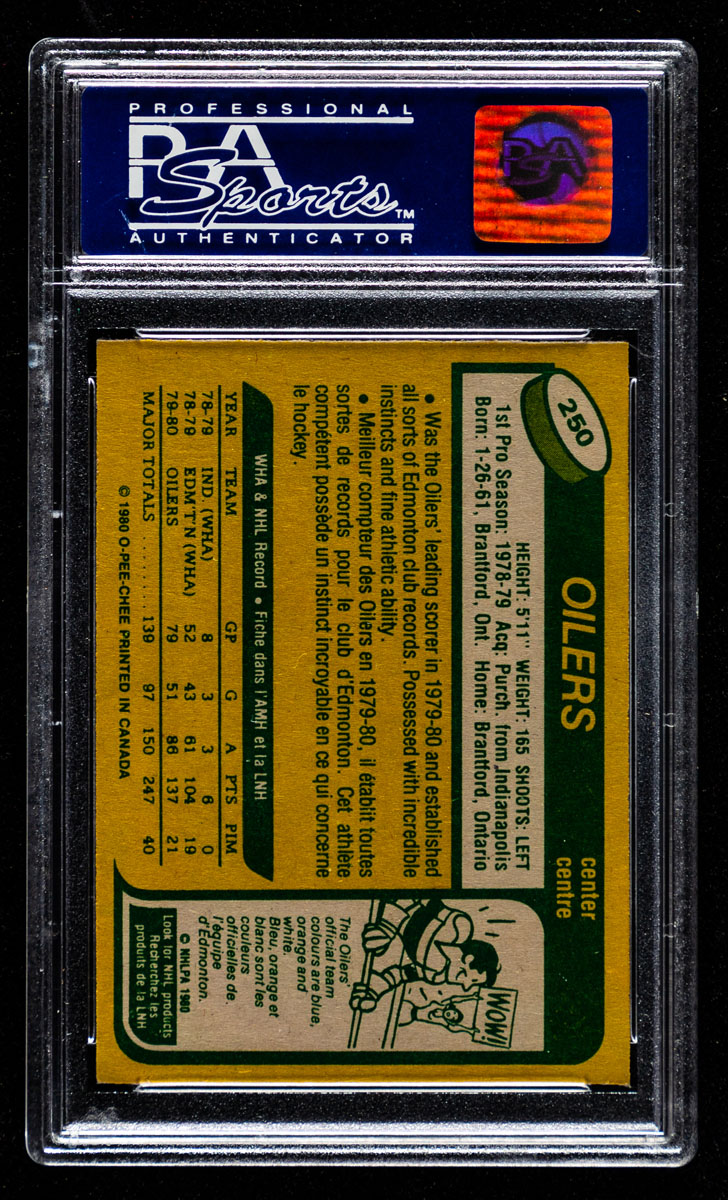 PROFESSIONAL
PSA
Sports™
AUTHENTICATOR
PSA
250
OILERS
center
centre
HEIGHT: 5'11" WEIGHT: 165 SHOOTS: LEFT
1st Pro Season: 1978-79 Acq: Purch. from Indianapolis
Born: 1-26-61, Brantford, Ont. Home: Brantford, Ontario
• Was the Oilers' leading scorer in 1979-80 and established
all sorts of Edmonton club records. Possessed with incredible
instincts and fine athletic ability.
• Meilleur compteur des Oilers en 1979-80, il établit toutes
sortes de records pour le club d'Edmonton. Cet athlète
compétent possède un instinct incroyable en ce qui concerne
le hockey.
WHA & NHL Record • Fiche dans l'AMH et la LNH
YEAR TEAM GP G A PTS PIM
78-79 IND. (WHA) 8 3 3 6 0
78-79 EDM'T'N (WHA) 52 43 61 104 19
79-80 OILERS 79 51 86 137 21
MAJOR TOTALS .......... 139 97 150 247 40
© 1980 O-PEE-CHEE PRINTED IN CANADA
WOW!
The Oilers'
official team
colours are blue,
orange and
white.
Bleu, orange et
blanc sont les
couleurs
officielles de
l'équipe
d'Edmonton.
© NHLPA 1980
Look for NHL products
Recherchez les
produits de la LNH